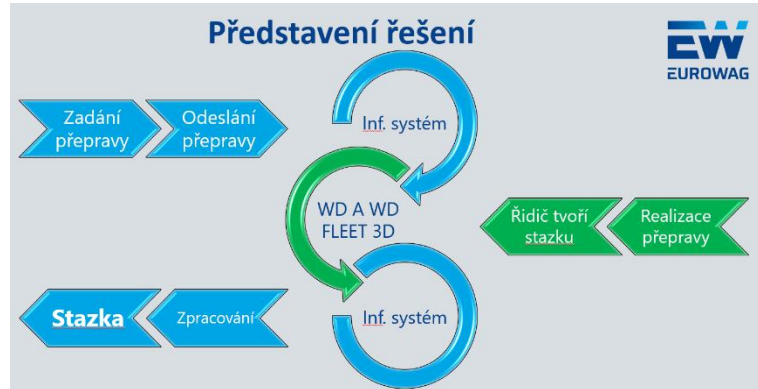 Představení řešení
EW
EUROWAG
Zadání
přepravy
Odeslání
přepravy
Inf. systém
WD A WD
FLEET 3D
Řidič tvoří
stazku
Realizace
přepravy
Stazka
Zpracování
Inf. systém